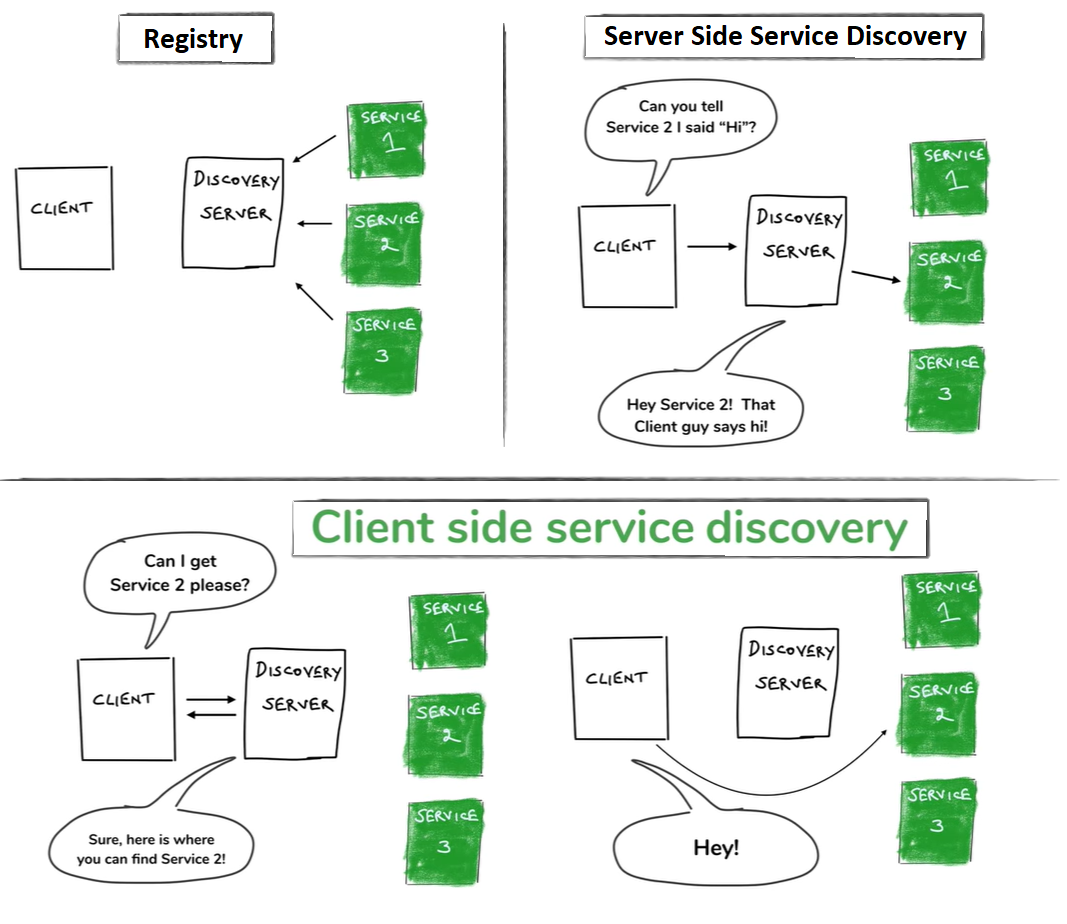 Registry
CLIENT
DISCOVERY
SERVER
SERVICE
1
SERVICE
2
SERVICE
3
Server Side Service Discovery
Can you tell
Service 2 I said “Hi”?
CLIENT
DISCOVERY
SERVER
Hey Service 2! That
Client guy says hi!
SERVICE
1
SERVICE
2
SERVICE
3
Client side service discovery
Can I get
Service 2 please?
CLIENT
DISCOVERY
SERVER
Sure, here is where
you can find Service 2!
SERVICE
1
SERVICE
2
SERVICE
3
CLIENT
DISCOVERY
SERVER
Hey!
SERVICE
1
SERVICE
2
SERVICE
3